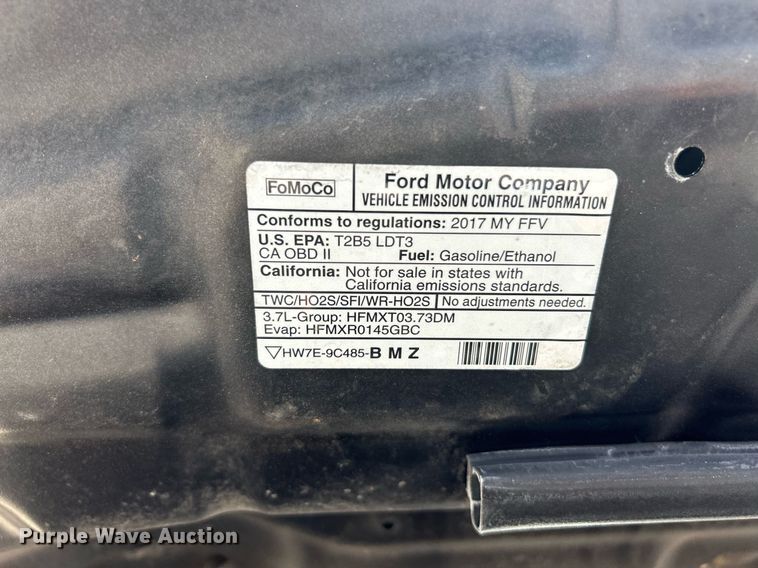 FoMoCo
Ford Motor Company
VEHICLE EMISSION CONTROL INFORMATION
Conforms to regulations: 2017 MY FFV
U.S. EPA: T2B5 LDT3
CA OBD II Fuel: Gasoline/Ethanol
California: Not for sale in states with
California emissions standards.
TWC/HO2S/SFI/WR-HO2S No adjustments needed.
3.7L-Group: HFMXT03.73DM
Evap: HFMXR0145GBC
HW7E-9C485-B M Z
Purple Wave Auction